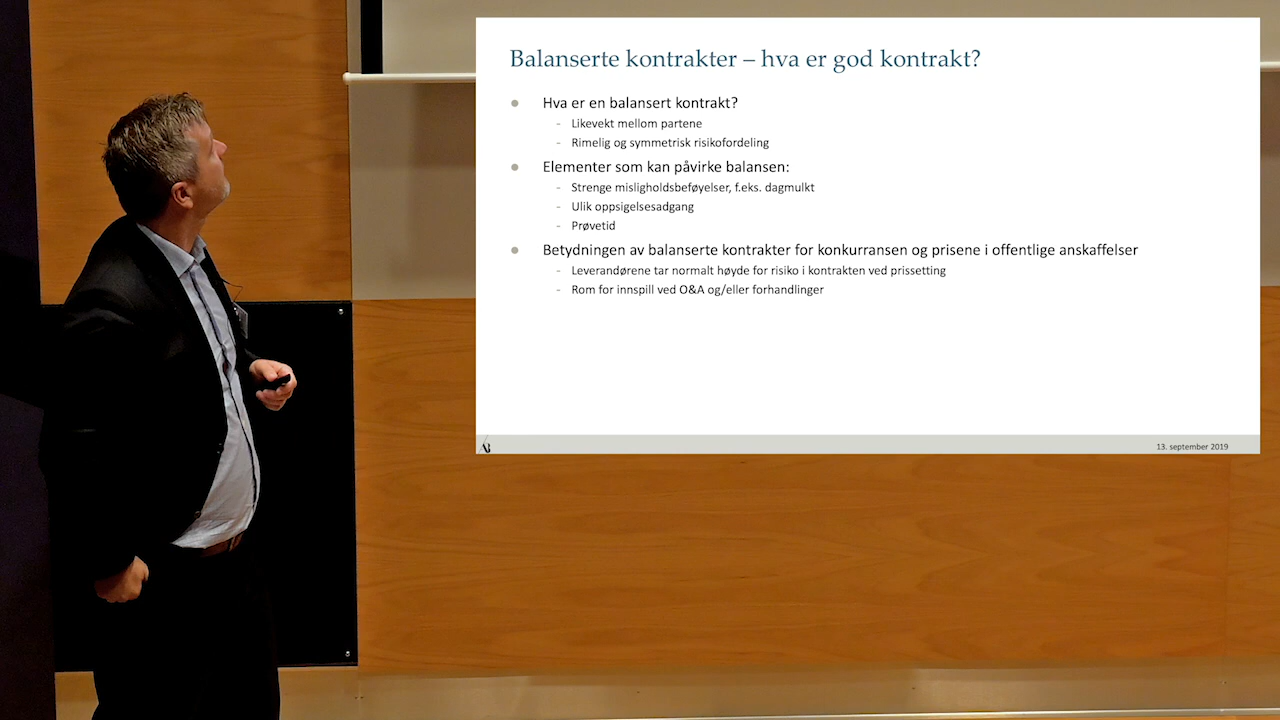 Balanserte kontrakter – hva er god kontrakt?
● Hva er en balansert kontrakt?
- Likevekt mellom partene
- Rimelig og symmetrisk risikofordeling
● Elementer som kan påvirke balansen:
- Strenge misligholdsbeføyelser, f.eks. dagmulkt
- Ulik oppsigelsesadgang
- Prøvetid
● Betydningen av balanserte kontrakter for konkurransen og prisene i offentlige anskaffelser
- Leverandørene tar normalt høyde for risiko i kontrakten ved prissetting
- Rom for innspill ved O&A og/eller forhandlinger
AB
13. september 2019